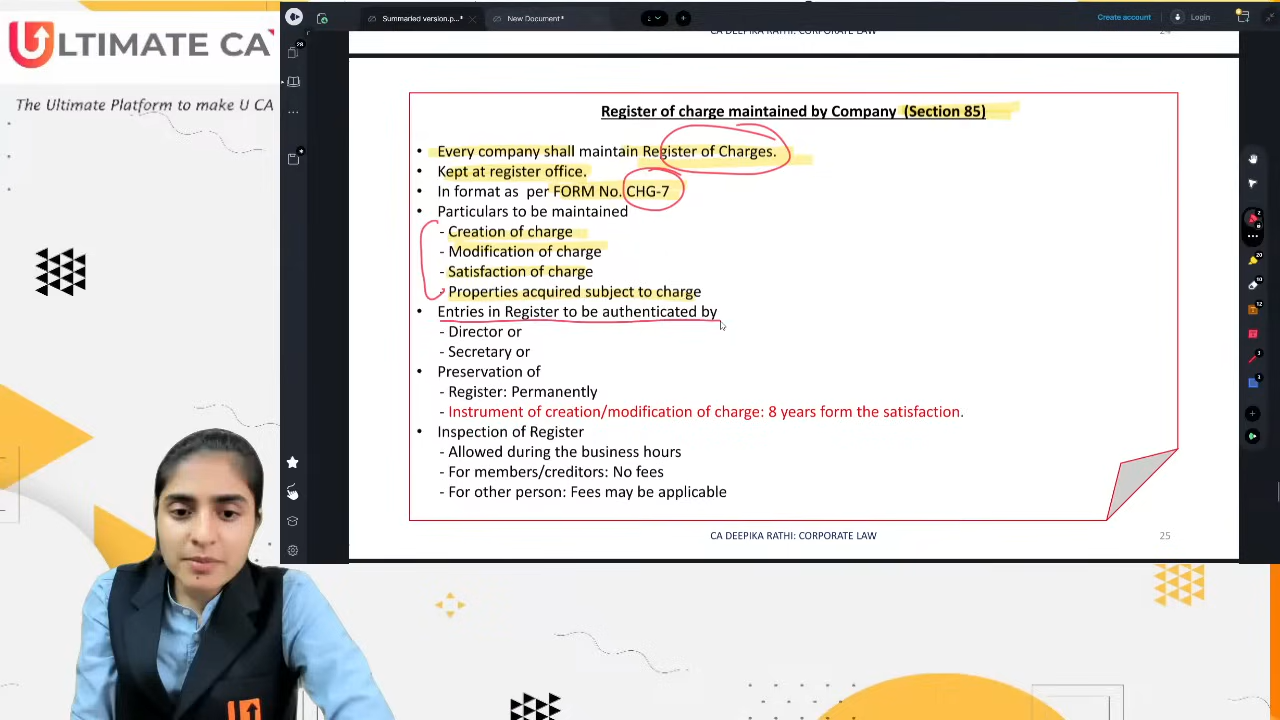 ULTIMATE CA
The Ultimate Platform to make U CA
Summaried version.p...*
New Document*
2
Create account
Login
CA DEEPIKA RATHI: CORPORATE LAW
24
Register of charge maintained by Company (Section 85)
• Every company shall maintain Register of Charges.
• Kept at register office.
• In format as per FORM No. CHG-7
• Particulars to be maintained
- Creation of charge
- Modification of charge
- Satisfaction of charge
- Properties acquired subject to charge
• Entries in Register to be authenticated by
- Director or
- Secretary or
• Preservation of
- Register: Permanently
- Instrument of creation/modification of charge: 8 years form the satisfaction.
• Inspection of Register
- Allowed during the business hours
- For members/creditors: No fees
- For other person: Fees may be applicable
CA DEEPIKA RATHI: CORPORATE LAW
25